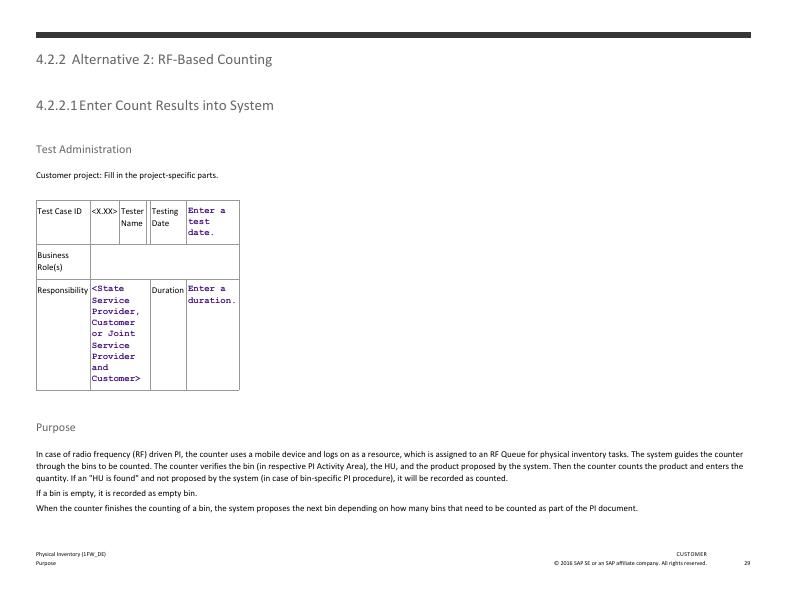 4.2.2 Alternative 2: RF-Based Counting
4.2.2.1 Enter Count Results into System
Test Administration
Customer project: Fill in the project-specific parts.
Test Case ID <X.XX> Tester Name Testing Date Enter a test date.
Business Role(s)
Responsibility <State Service Provider, Customer or Joint Service Provider and Customer> Duration Enter a duration.
Purpose
In case of radio frequency (RF) driven PI, the counter uses a mobile device and logs on as a resource, which is assigned to an RF Queue for physical inventory tasks. The system guides the counter
through the bins to be counted. The counter verifies the bin (in respective PI Activity Area), the HU, and the product proposed by the system. Then the counter counts the product and enters the
quantity. If an "HU is found" and not proposed by the system (in case of bin-specific PI procedure), it will be recorded as counted.
If a bin is empty, it is recorded as empty bin.
When the counter finishes the counting of a bin, the system proposes the next bin depending on how many bins that need to be counted as part of the PI document.
Physical Inventory (1FW_DE) CUSTOMER
Purpose © 2016 SAP SE or an SAP affiliate company. All rights reserved. 29